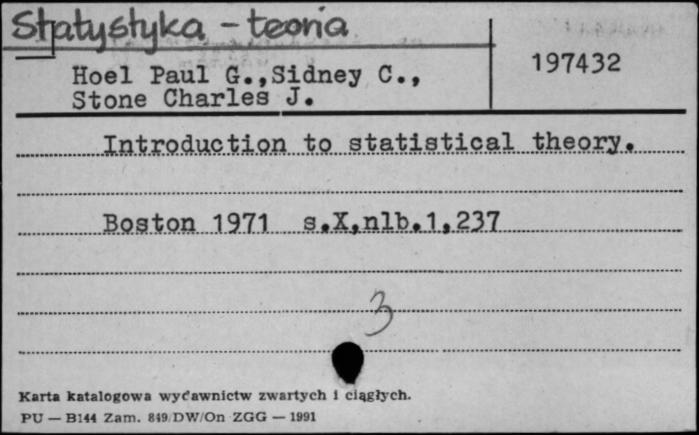 Statystyka - teoria
Hoel Paul G.,Sidney C.,
Stone Charles J.
197432
Introduction to statistical theory.
Boston 1971 s.X,nlb.1,237
3
Karta katalogowa wydawnictw zwartych i ciągłych.
PU — B144 Zam. 849/DW/On ZGG — 1991